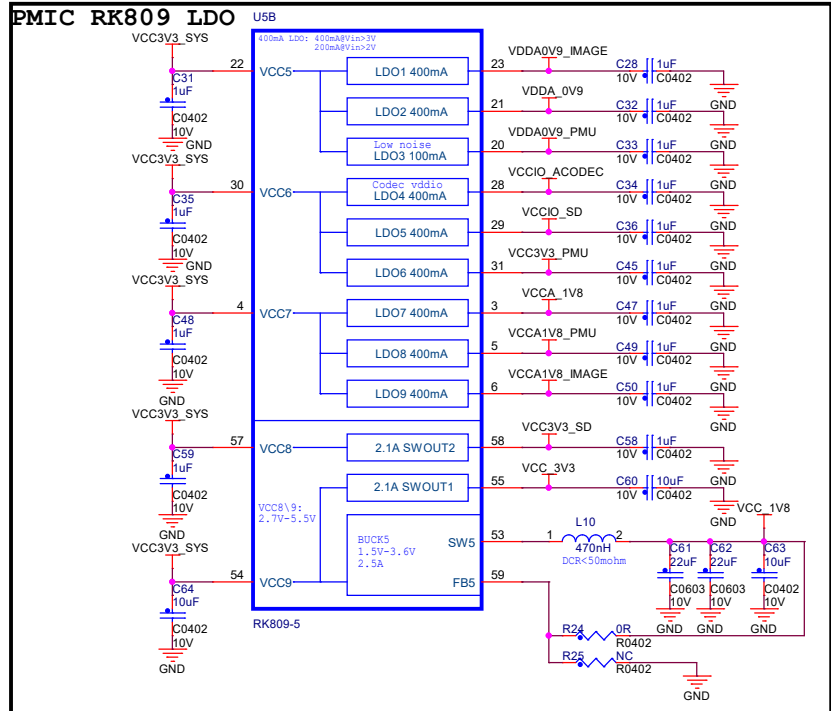 PMIC RK809 LDO
U5B
400mA LDO: 400mA@Vin>3V
200mA@Vin>2V
VCC3V3_SYS
22
VCC5
C31
1uF
C0402
10V
GND
LDO1 400mA
23
VDDA0V9_IMAGE
C28
1uF
10V
C0402
GND
LDO2 400mA
21
VDDA_0V9
C32
1uF
10V
C0402
GND
Low noise
LDO3 100mA
20
VDDA0V9_PMU
C33
1uF
10V
C0402
GND
VCC3V3_SYS
30
VCC6
C35
1uF
C0402
10V
GND
Codec vddio
LDO4 400mA
28
VCCIO_ACODEC
C34
1uF
10V
C0402
GND
LDO5 400mA
29
VCCIO_SD
C36
1uF
10V
C0402
GND
LDO6 400mA
31
VCC3V3_PMU
C45
1uF
10V
C0402
GND
VCC3V3_SYS
4
VCC7
C48
1uF
C0402
10V
GND
LDO7 400mA
3
VCCA_1V8
C47
1uF
10V
C0402
GND
LDO8 400mA
5
VCCA1V8_PMU
C49
1uF
10V
C0402
GND
LDO9 400mA
6
VCCA1V8_IMAGE
C50
1uF
10V
C0402
GND
VCC3V3_SYS
57
VCC8
C59
1uF
C0402
10V
GND
2.1A SWOUT2
58
VCC3V3_SD
C58
1uF
10V
C0402
GND
2.1A SWOUT1
55
VCC_3V3
C60
10uF
10V
C0402
GND
VCC8\9:
2.7V-5.5V
VCC3V3_SYS
54
VCC9
C64
10uF
C0402
10V
GND
BUCK5
1.5V-3.6V
2.5A
SW5
53
1
L10
2
470nH
DCR<50mohm
VCC_1V8
C61
22uF
C0603
10V
GND
C62
22uF
C0603
10V
GND
C63
10uF
C0402
10V
GND
FB5
59
R24
0R
R0402
R25
NC
R0402
GND
RK809-5